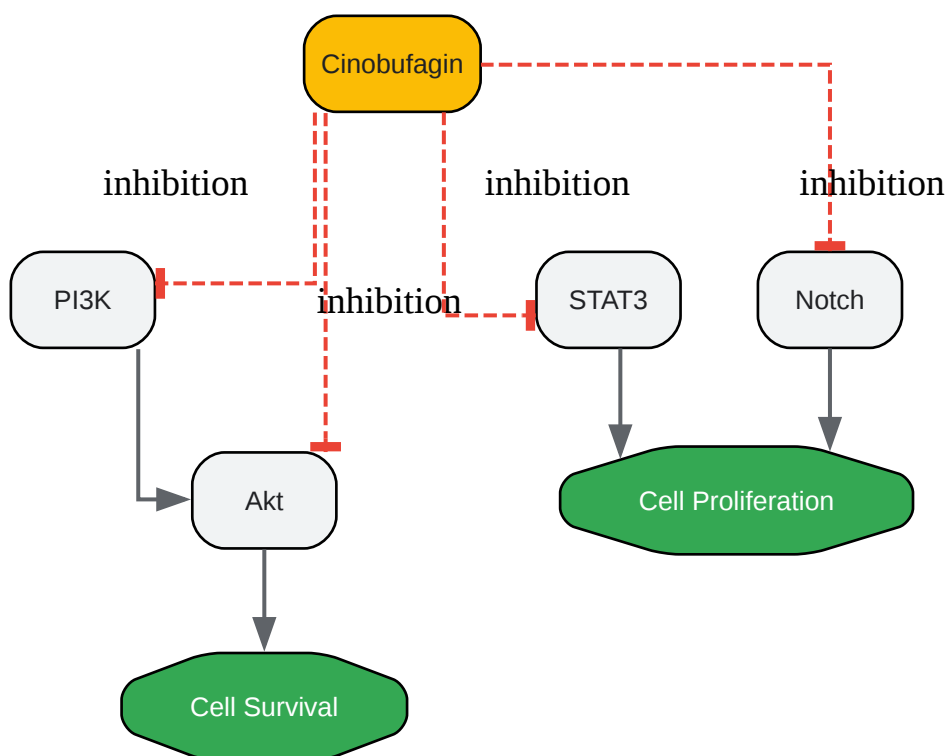 Cinobufagin
inhibition
inhibition
inhibition
PI3K
inhibition
STAT3
Notch
Akt
Cell Proliferation
Cell Survival